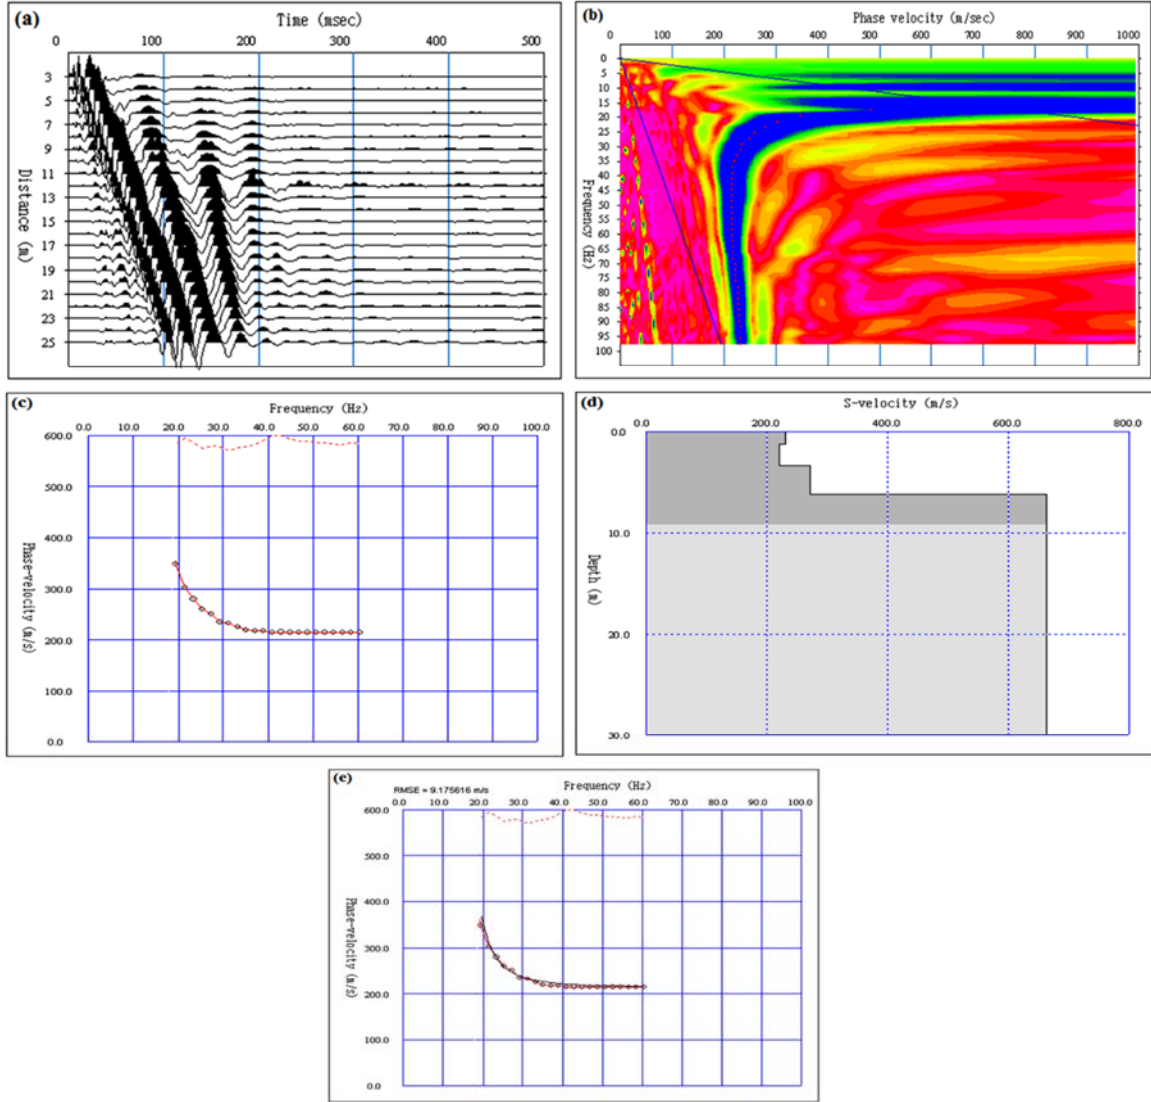 (a)
Time (msec)
0 100 200 300 400 500
Distance (m)
3
5
7
9
11
13
15
17
19
21
23
25
(b)
Phase velocity (m/sec)
0 100 200 300 400 500 600 700 800 900 1000
Frequency (Hz)
0
5
10
15
20
25
30
35
40
45
50
55
60
65
70
75
80
85
90
95
100
(c)
Frequency (Hz)
0.0 10.0 20.0 30.0 40.0 50.0 60.0 70.0 80.0 90.0 100.0
Phase-velocity (m/s)
600.0
500.0
400.0
300.0
200.0
100.0
0.0
(d)
S-velocity (m/s)
0.0 200.0 400.0 600.0 800.0
Depth (m)
0.0
10.0
20.0
30.0
(e)
RMSE = 9.175616 m/s
Frequency (Hz)
0.0 10.0 20.0 30.0 40.0 50.0 60.0 70.0 80.0 90.0 100.0
Phase-velocity (m/s)
600.0
500.0
400.0
300.0
200.0
100.0
0.0